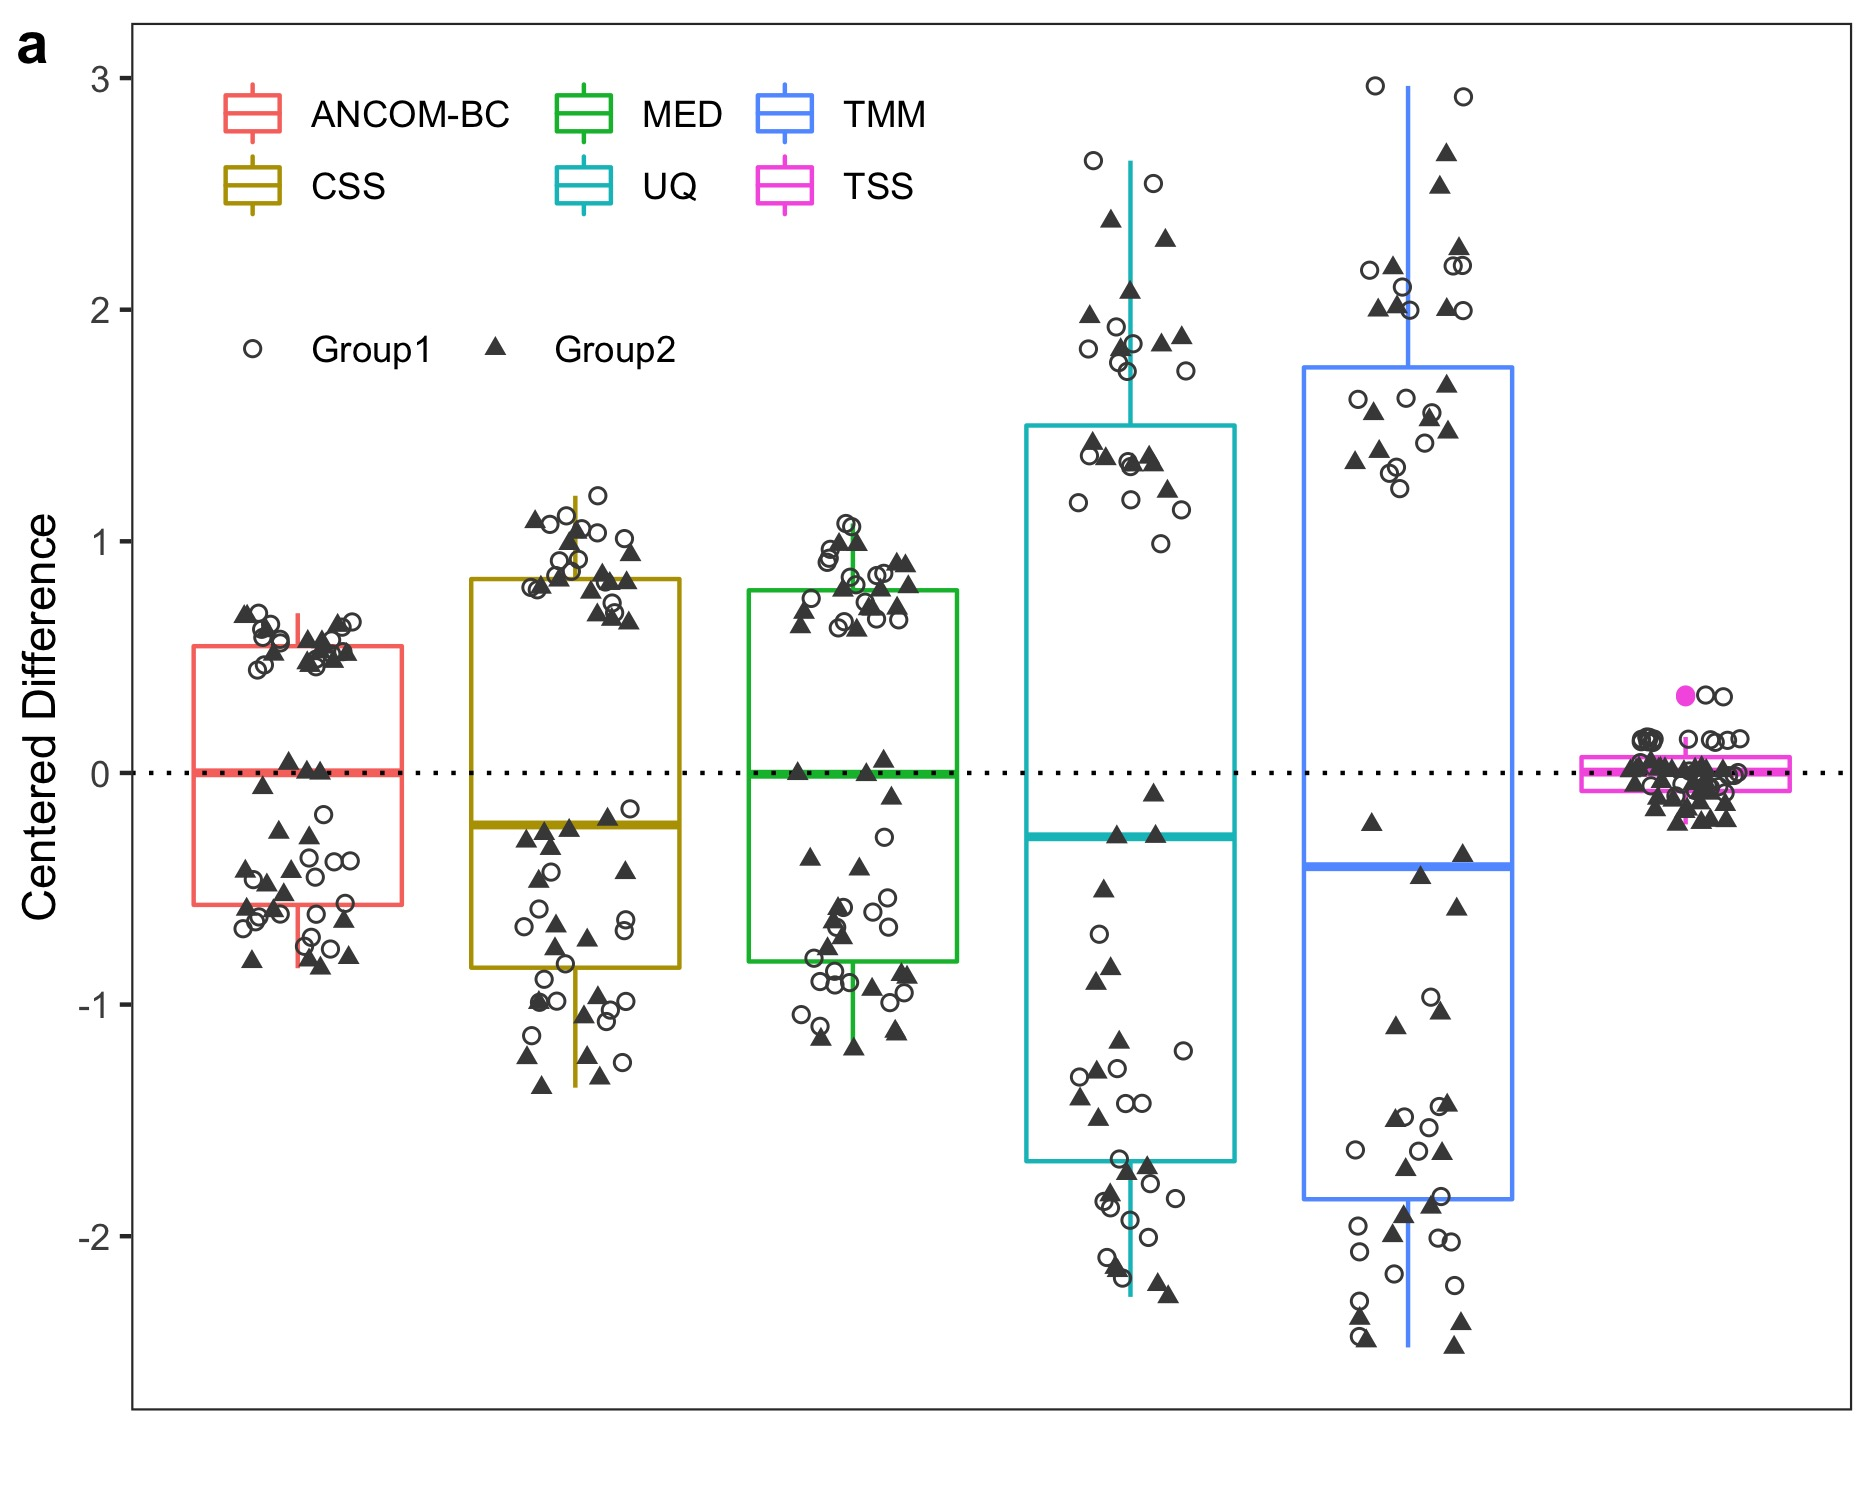 a
3
ANCOM-BC MED TMM
CSS UQ TSS
2
Group1 Group2
1
0
-1
-2
Centered Difference